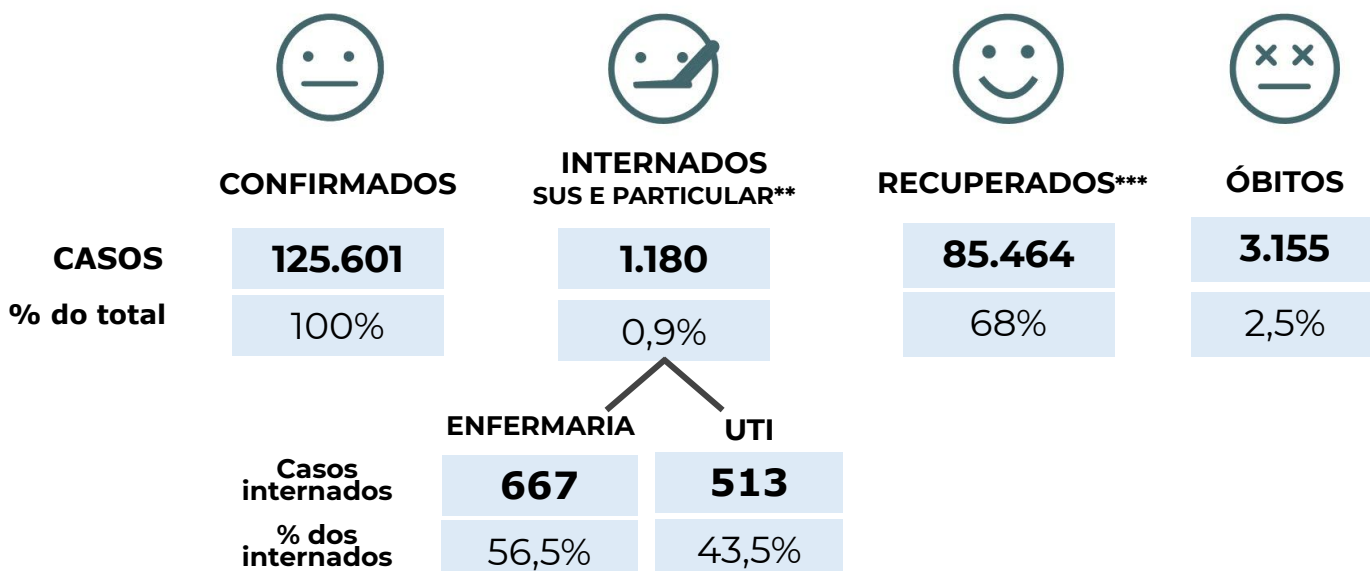 CONFIRMADOS
INTERNADOS
SUS E PARTICULAR**
RECUPERADOS***
ÓBITOS
CASOS 125.601 1.180 85.464 3.155
% do total 100% 0,9% 68% 2,5%
ENFERMARIA UTI
Casos
internados
667 513
% dos
internados
56,5% 43,5%